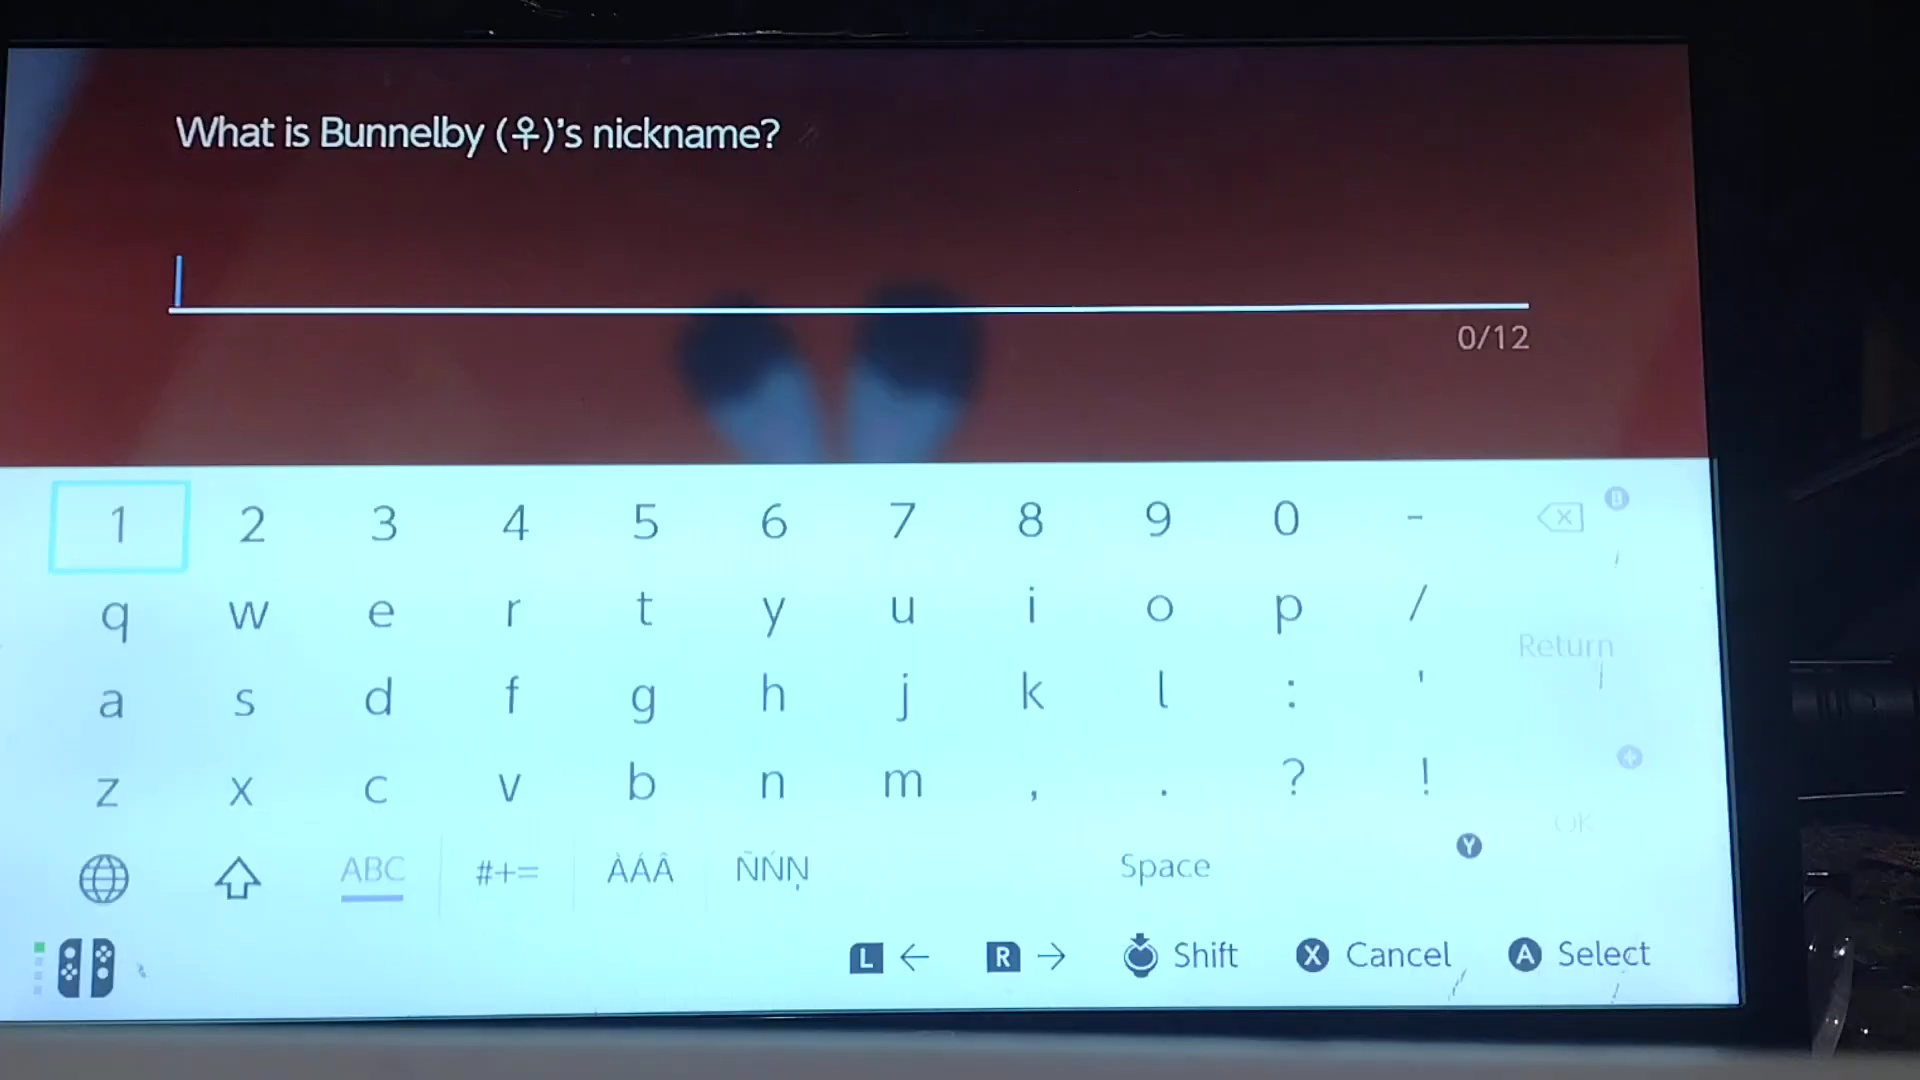 What is Bunnelby (♀)'s nickname?
0/12
1 2 3 4 5 6 7 8 9 0 -
q w e r t y u i o p /
Return
a s d f g h j k l : '
z x c v b n m , . ? !
OK
ABC #+= ÀÁÂ ÑŃŅ Space Y
L ← R → Shift X Cancel A Select